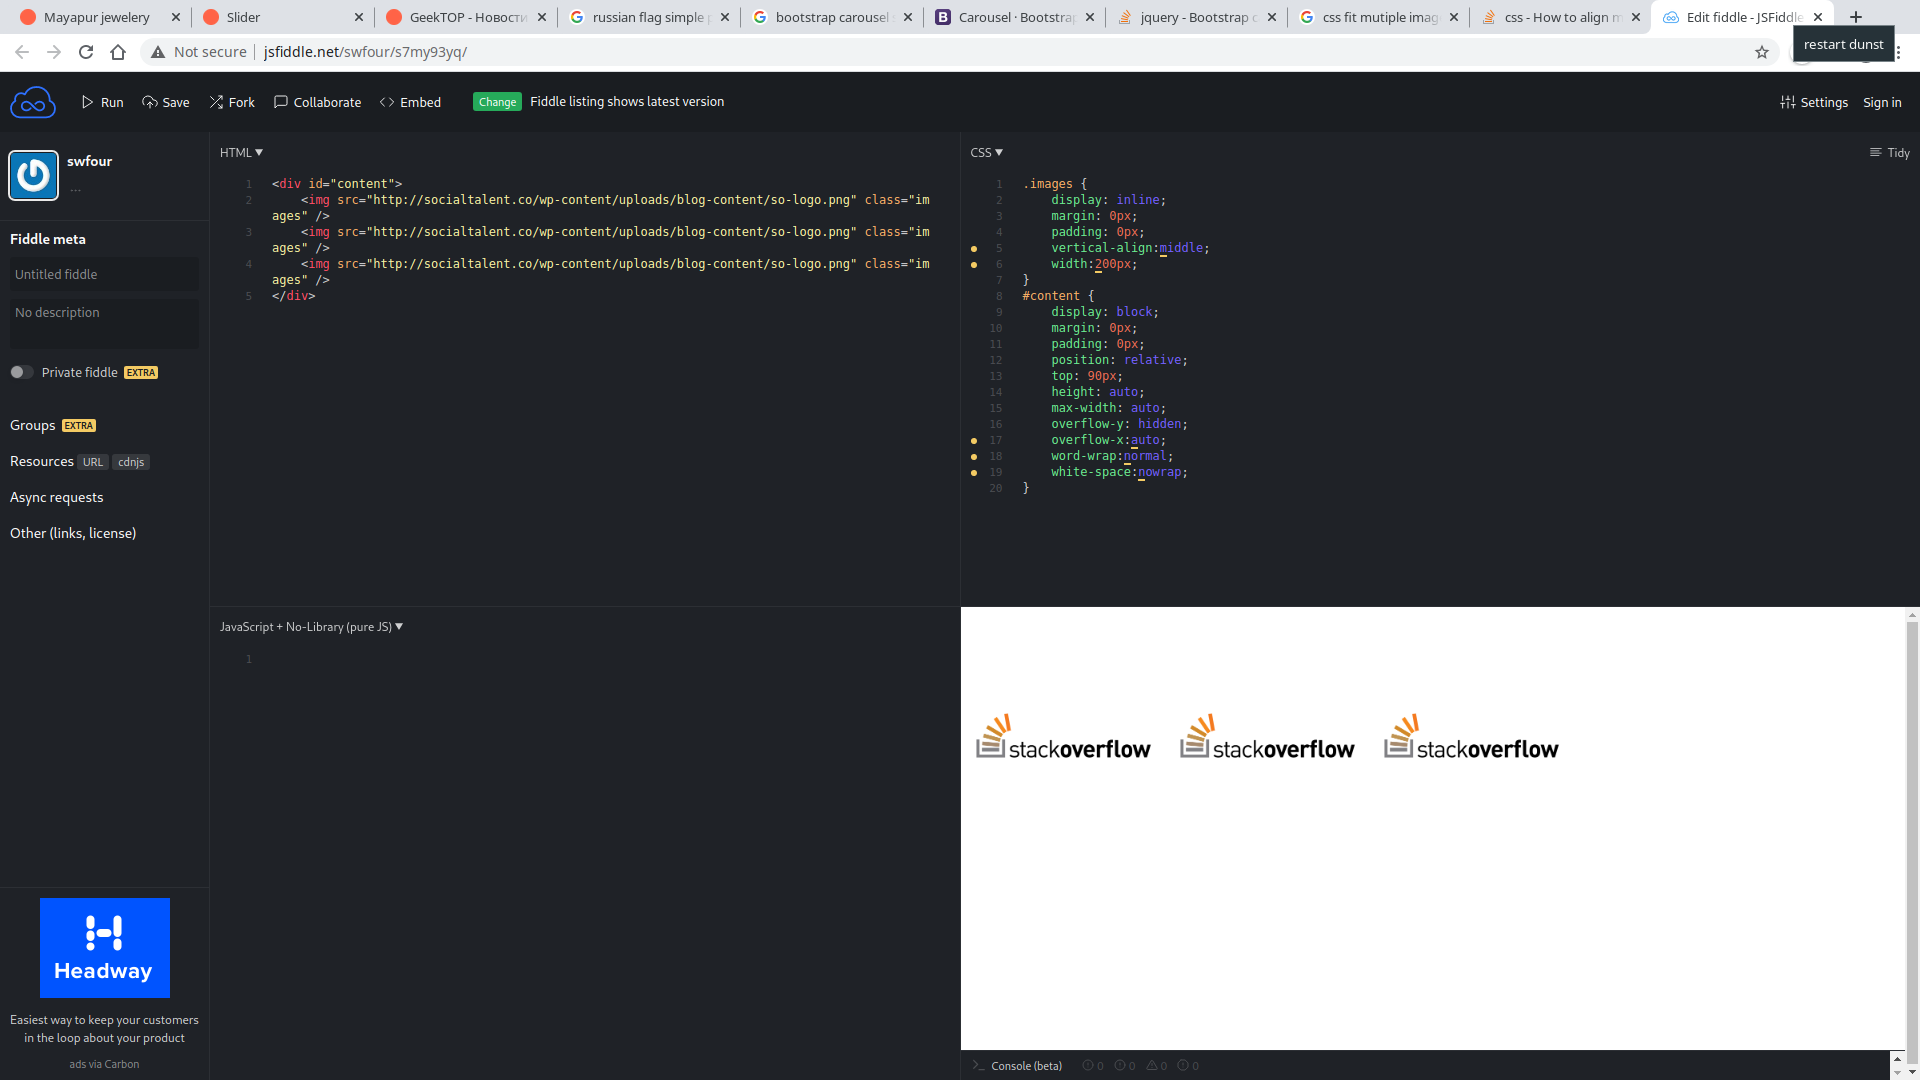 Mayapur jewelery
Slider
GeekTOP - Новости
russian flag simple p
bootstrap carousel s
Carousel · Bootstrap
jquery - Bootstrap c
css fit mutiple imag
css - How to align m
Edit fiddle - JSFiddle
restart dunst
Not secure
jsfiddle.net/swfour/s7my93yq/
Run
Save
Fork
Collaborate
Embed
Change
Fiddle listing shows latest version
Settings
Sign in
swfour
...
Fiddle meta
Untitled fiddle
No description
Private fiddle EXTRA
Groups EXTRA
Resources URL cdnjs
Async requests
Other (links, license)
Headway
Easiest way to keep your customers
in the loop about your product
ads via Carbon
HTML ▼
1 <div id="content">
2     <img src="http://socialtalent.co/wp-content/uploads/blog-content/so-logo.png" class="im
ages" />
3     <img src="http://socialtalent.co/wp-content/uploads/blog-content/so-logo.png" class="im
ages" />
4     <img src="http://socialtalent.co/wp-content/uploads/blog-content/so-logo.png" class="im
ages" />
5 </div>
CSS ▼
Tidy
1 .images {
2     display: inline;
3     margin: 0px;
4     padding: 0px;
5     vertical-align:middle;
6     width:200px;
7 }
8 #content {
9     display: block;
10     margin: 0px;
11     padding: 0px;
12     position: relative;
13     top: 90px;
14     height: auto;
15     max-width: auto;
16     overflow-y: hidden;
17     overflow-x:auto;
18     word-wrap:normal;
19     white-space:nowrap;
20 }
JavaScript + No-Library (pure JS) ▼
1
stackoverflow
stackoverflow
stackoverflow
>_ Console (beta) 0 0 0 0